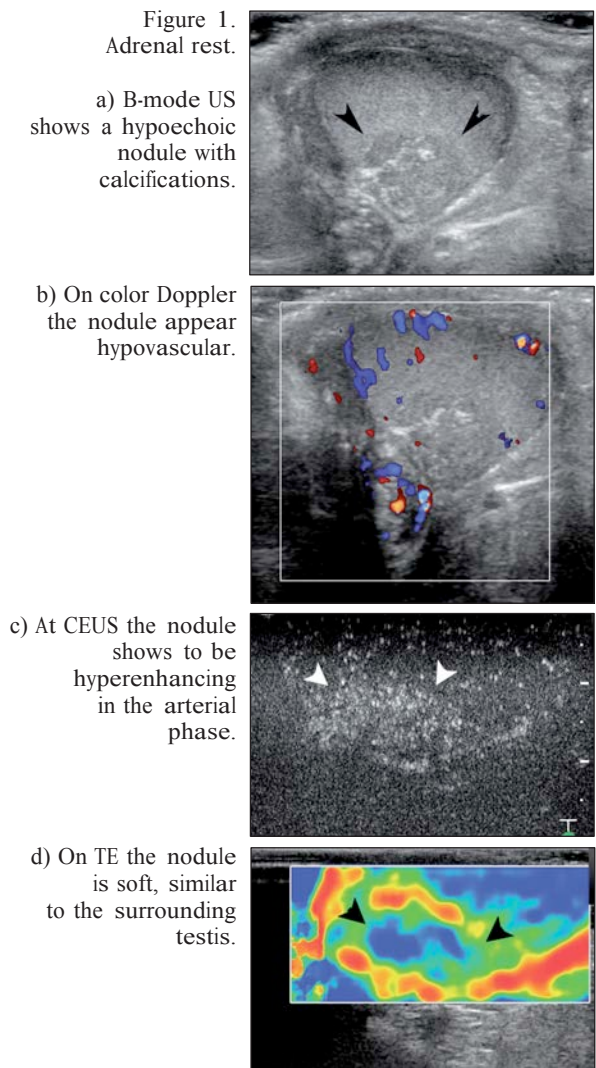 Figure 1.
Adrenal rest.
a) B-mode US
shows a hypoechoic
nodule with
calcifications.
b) On color Doppler
the nodule appear
hypovascular.
c) At CEUS the nodule
shows to be
hyperenhancing
in the arterial
phase.
T
d) On TE the nodule
is soft, similar
to the surrounding
testis.